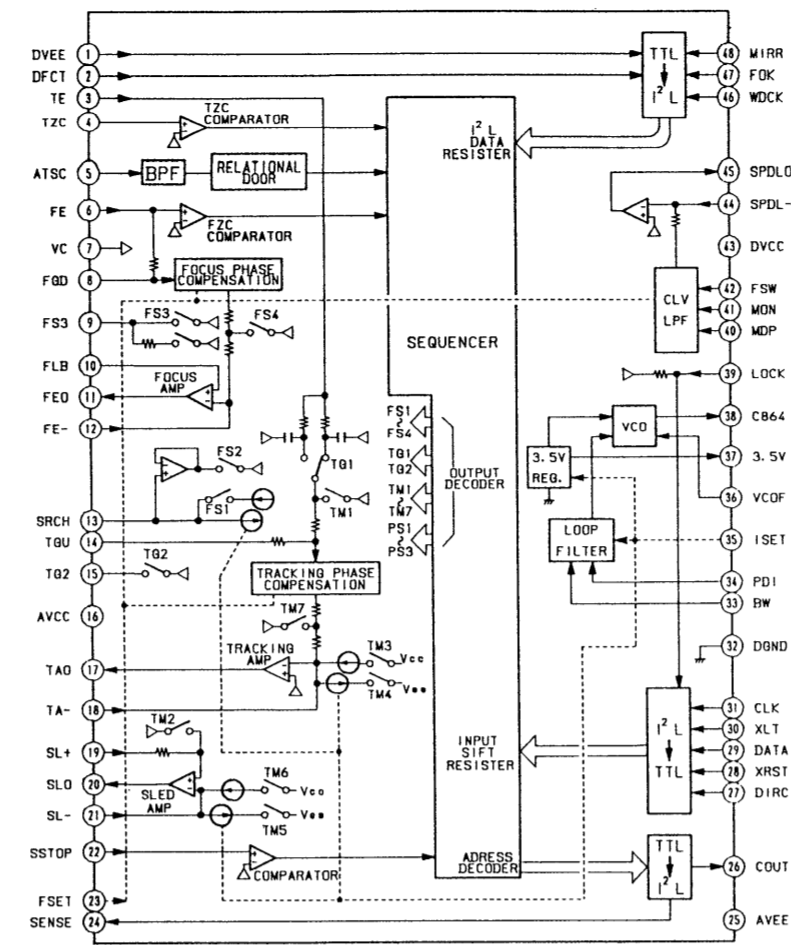 DVEE 1
DFCT 2
TE 3
TZC 4
ATSC 5
FE 6
VC 7
FGD 8
FS3 9
FLB 10
FEO 11
FE- 12
SRCH 13
TGU 14
TG2 15
AVCC 16
TAO 17
TA- 18
SL+ 19
SLO 20
SL- 21
SSTOP 22
FSET 23
SENSE 24
TZC
COMPARATOR
BPF
RELATIONAL
DOOR
FZC
COMPARATOR
FOCUS PHASE
COMPENSATION
FS3
FS4
FOCUS
AMP
FS2
FS1
TG1
TM1
TG2
TRACKING PHASE
COMPENSATION
TM7
TRACKING
AMP
TM3
Vcc
TM4
Vee
TM2
SLED
AMP
TM6
Vcc
TM5
Vee
COMPARATOR
I² L
DATA
RESISTER
SEQUENCER
FS1
~
FS4
TG1
~
TG2
TM1
~
TM7
PS1
~
PS3
OUTPUT
DECODER
INPUT
SIFT
RESISTER
ADRESS
DECODER
TTL
I² L
CLV
LPF
VCO
3.5V
REG.
LOOP
FILTER
I² L
TTL
TTL
I² L
48 MIRR
47 FOK
46 WDCK
45 SPDLO
44 SPDL-
43 DVCC
42 FSW
41 MON
40 MDP
39 LOCK
38 C864
37 3.5V
36 VCOF
35 ISET
34 PDI
33 BW
32 DGND
31 CLK
30 XLT
29 DATA
28 XRST
27 DIRC
26 COUT
25 AVEE